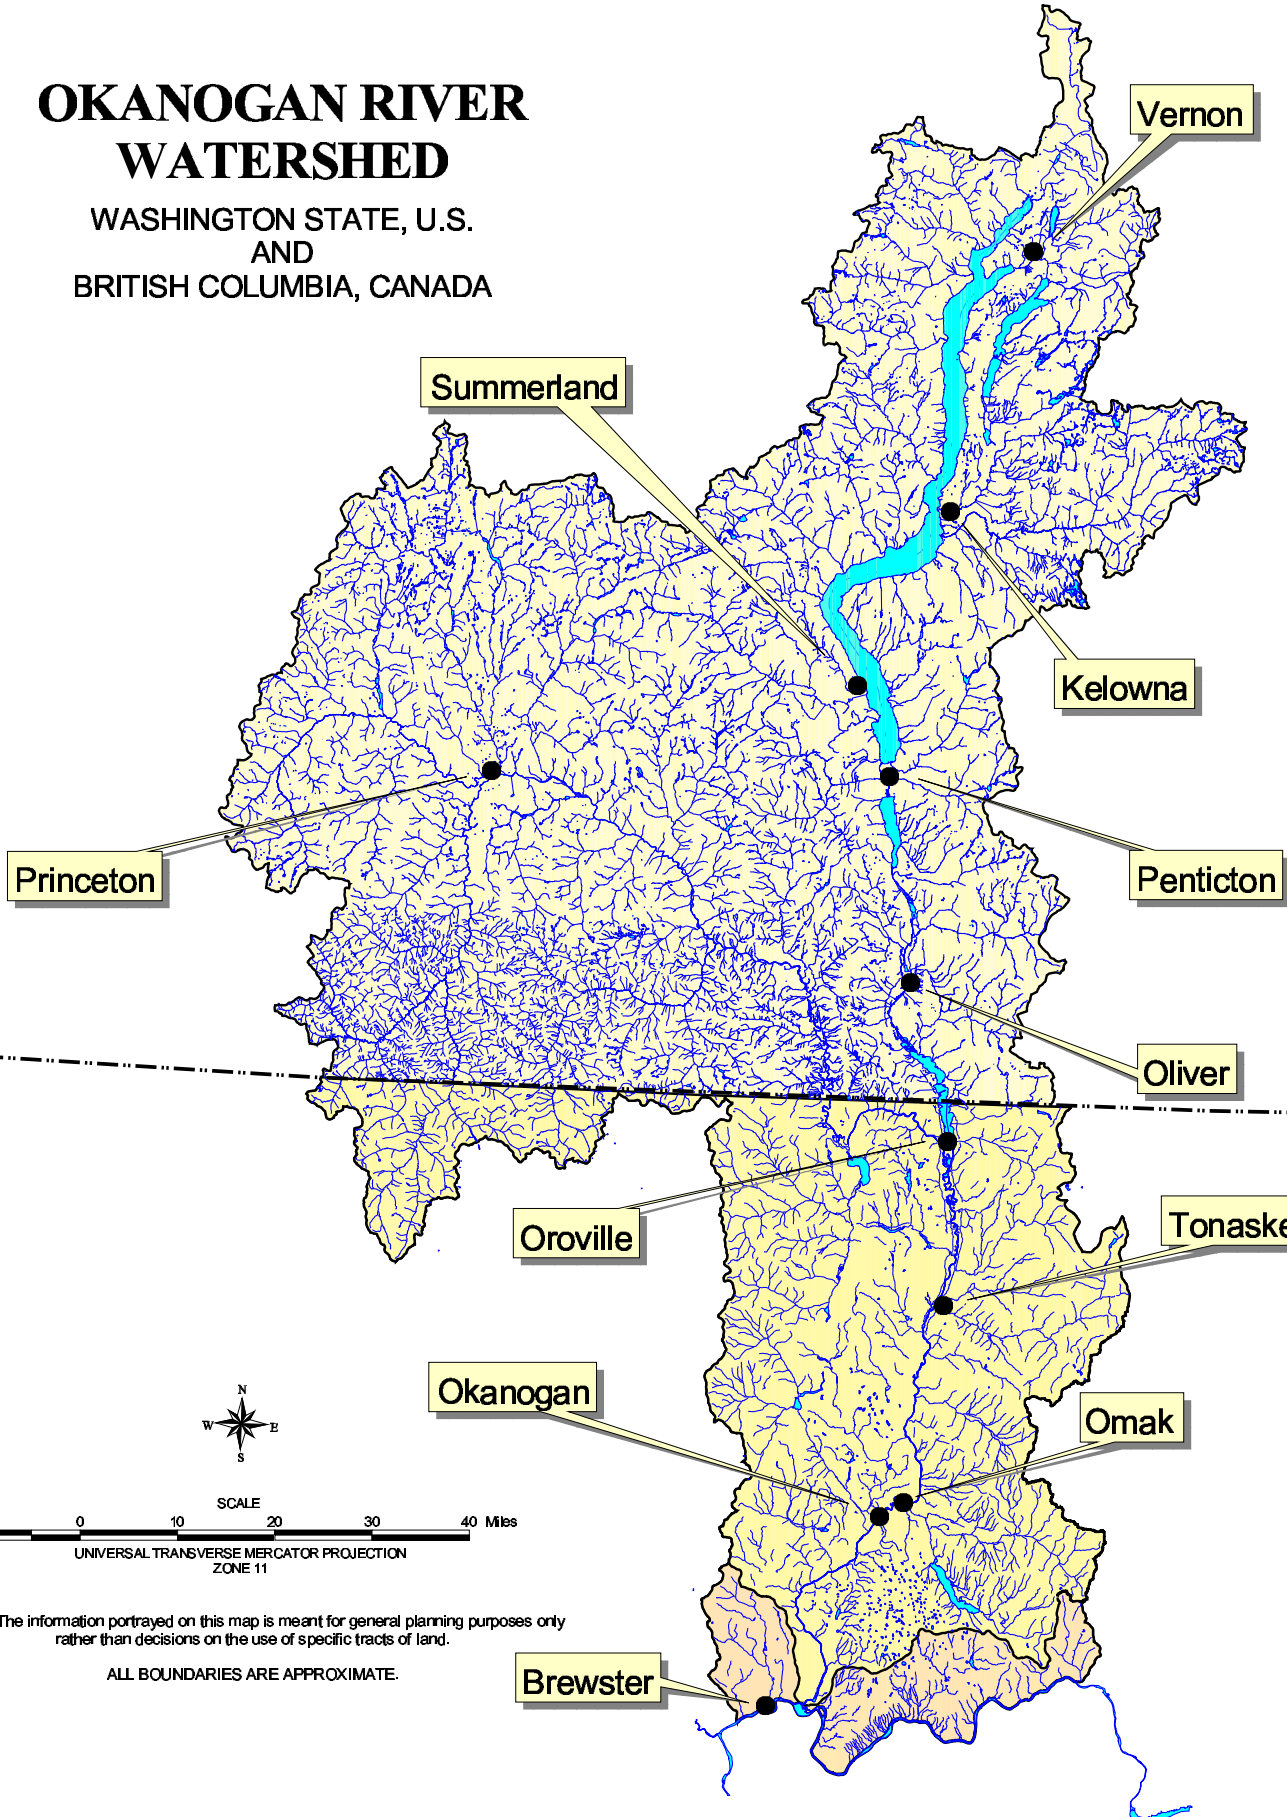 OKANOGAN RIVER
WATERSHED
WASHINGTON STATE, U.S.
AND
BRITISH COLUMBIA, CANADA
Vernon
Summerland
Kelowna
Princeton
Penticton
Oliver
Oroville
Tonaske
Okanogan
Omak
N
W E
S
SCALE
0 10 20 30 40 Miles
UNIVERSAL TRANSVERSE MERCATOR PROJECTION
ZONE 11
The information portrayed on this map is meant for general planning purposes only
rather than decisions on the use of specific tracts of land.
ALL BOUNDARIES ARE APPROXIMATE.
Brewster